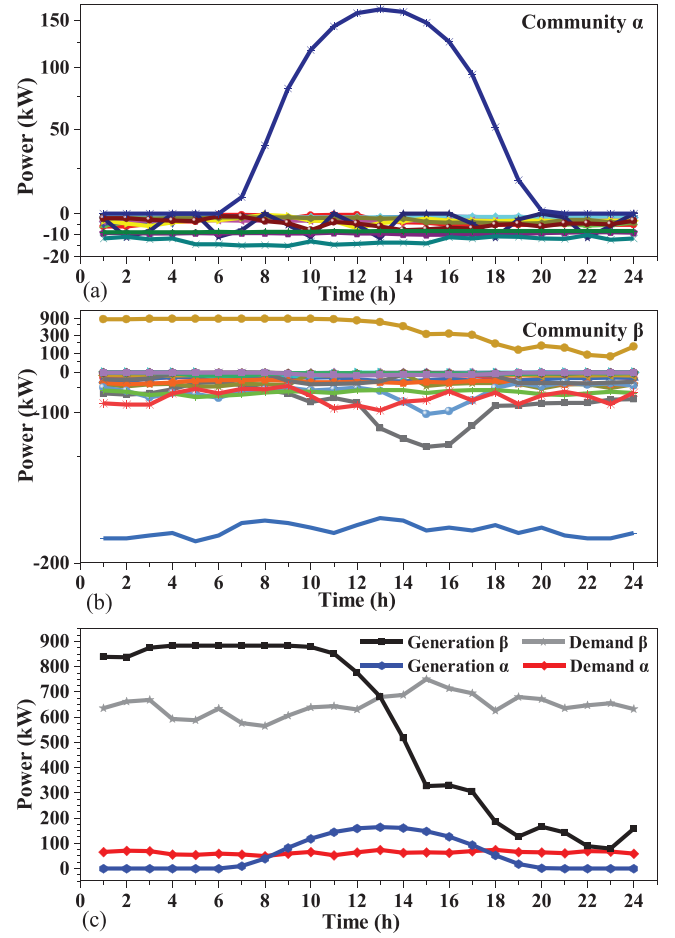 Community α
Power (kW)
150
100
50
0
-10
-20
0 2 4 6 8 10 12 14 16 18 20 22 24
Time (h)
(a)
Community β
Power (kW)
900
300
100
0
-100
-200
0 2 4 6 8 10 12 14 16 18 20 22 24
Time (h)
(b)
Generation β Demand β
Generation α Demand α
Power (kW)
900
800
700
600
500
400
300
200
100
0
0 2 4 6 8 10 12 14 16 18 20 22 24
Time (h)
(c)